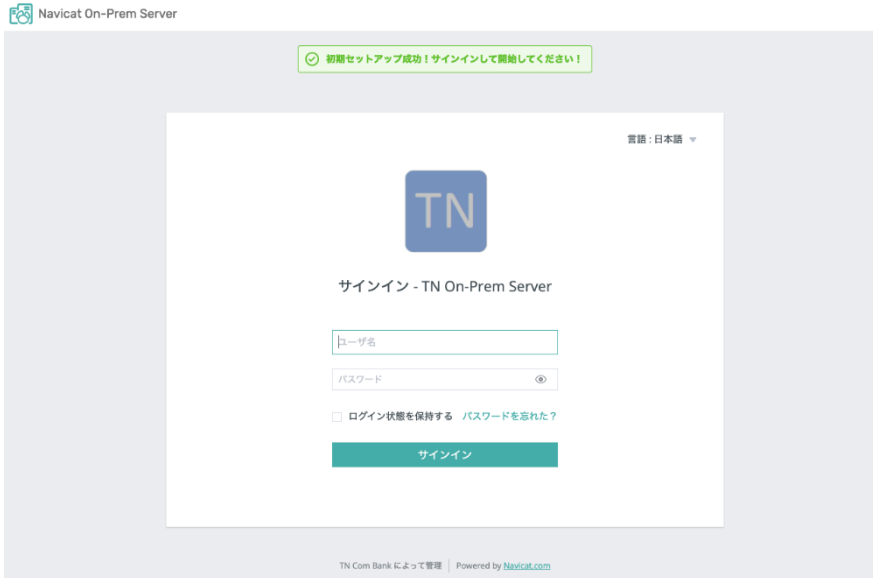 Navicat On-Prem Server
初期セットアップ成功！サインインして開始してください！
言語 : 日本語
TN
サインイン - TN On-Prem Server
ユーザ名
パスワード
ログイン状態を保持する パスワードを忘れた？
サインイン
TN Com Bank によって管理 Powered by Navicat.com